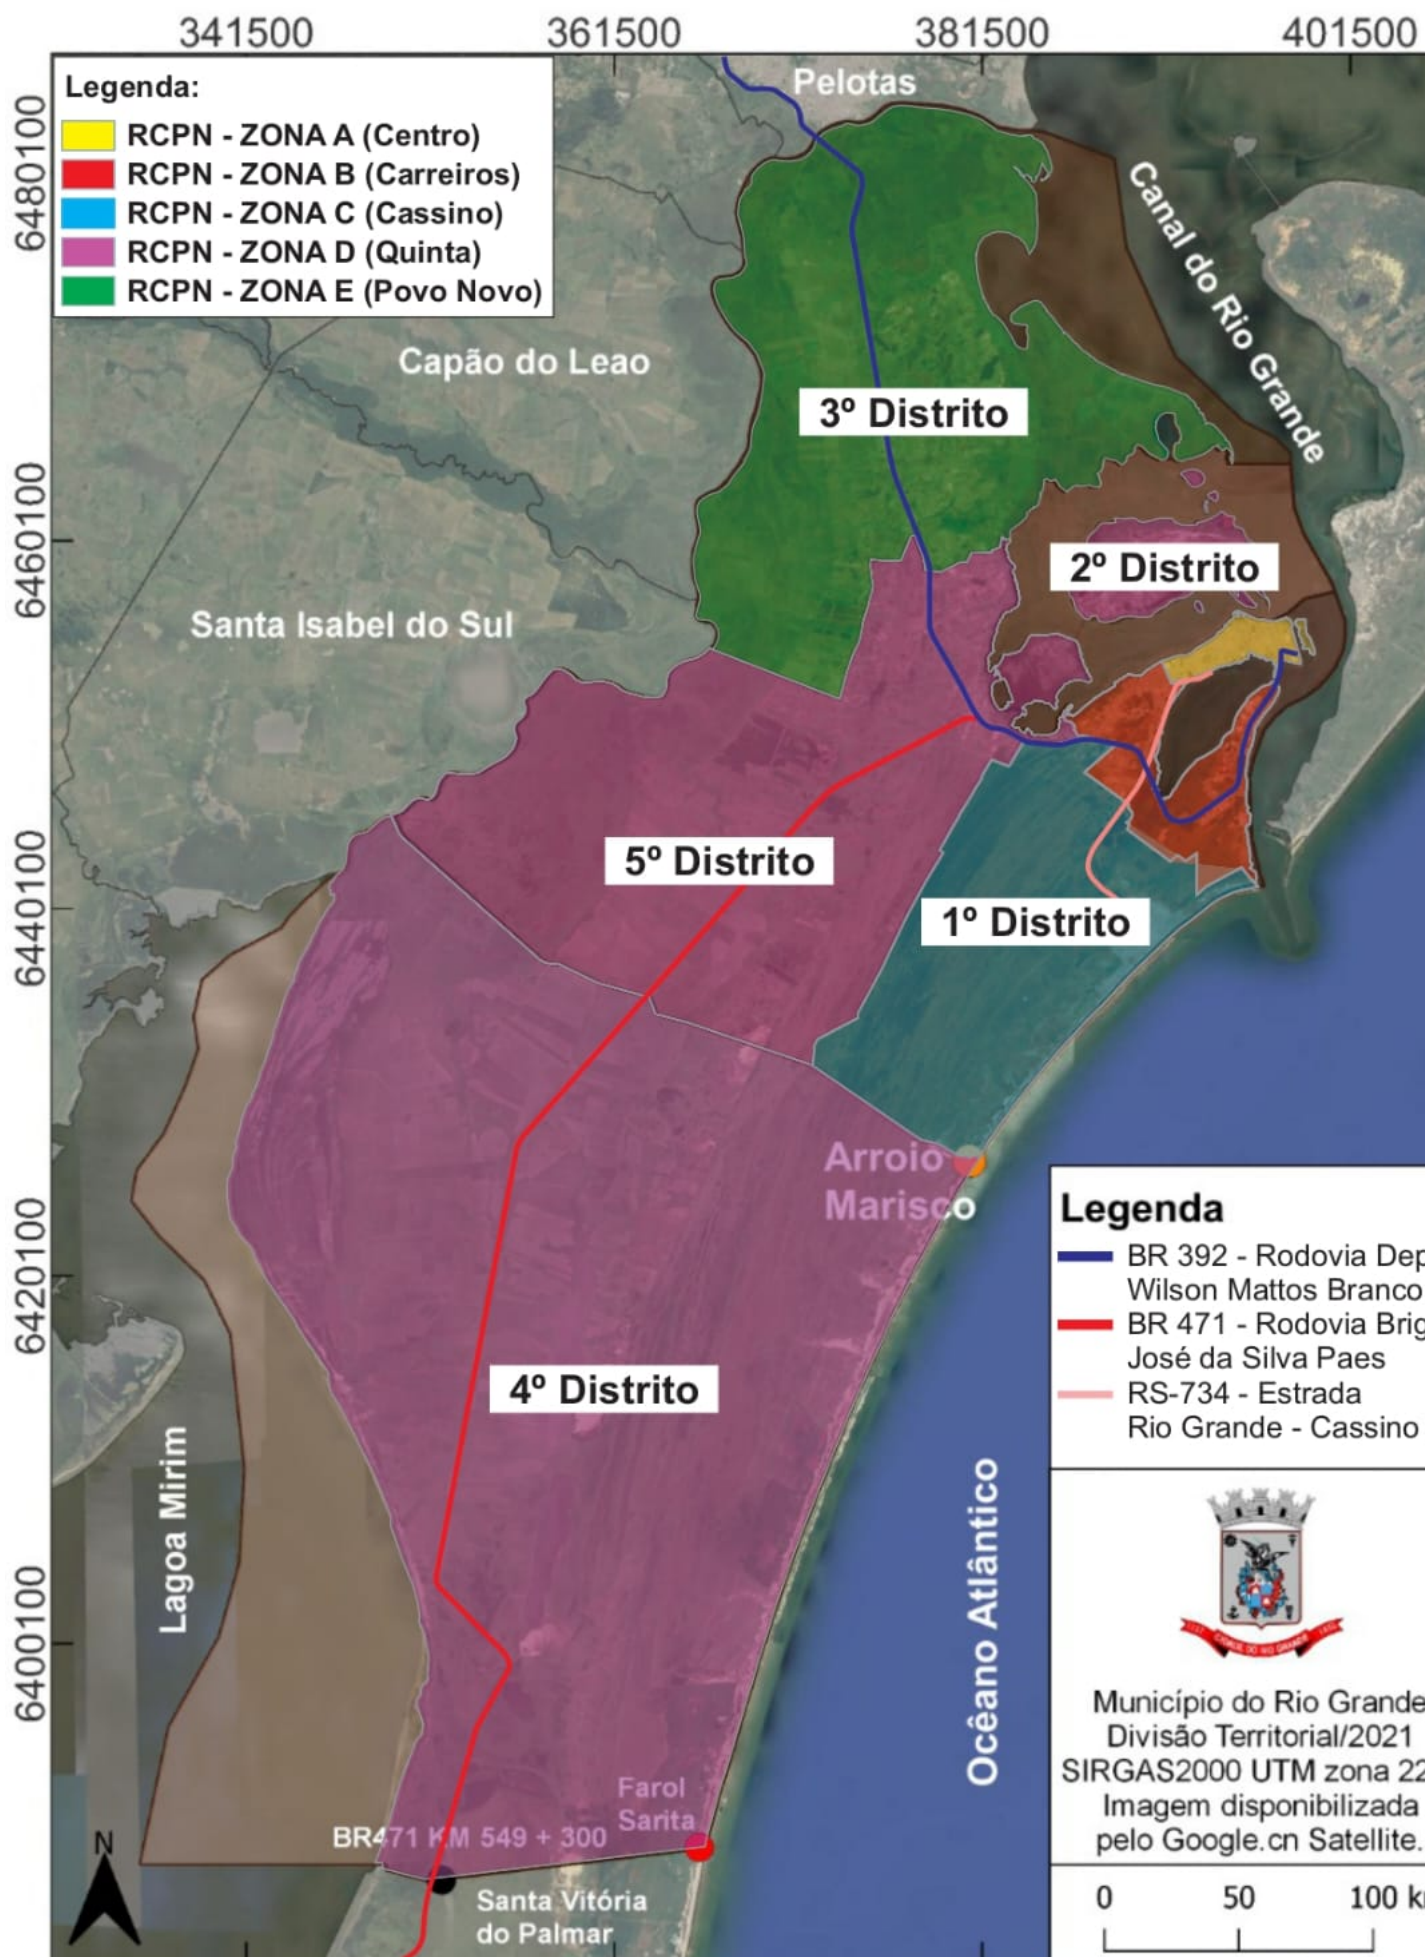 341500 361500 381500 401500
Legenda:
RCPN - ZONA A (Centro)
RCPN - ZONA B (Carreiros)
RCPN - ZONA C (Cassino)
RCPN - ZONA D (Quinta)
RCPN - ZONA E (Povo Novo)
6480100
6460100
6440100
6420100
6400100
Pelotas
Canal do Rio Grande
Capão do Leao
3º Distrito
2º Distrito
Santa Isabel do Sul
5º Distrito
1º Distrito
Arroio
Marisco
4º Distrito
Lagoa Mirim
Ocêano Atlântico
Farol
Sarita
BR471 KM 549 + 300
Santa Vitória
do Palmar
N
Legenda
BR 392 - Rodovia Dep
Wilson Mattos Branco
BR 471 - Rodovia Brig
José da Silva Paes
RS-734 - Estrada
Rio Grande - Cassino
CIDADE DO RIO GRANDE
Município do Rio Grande
Divisão Territorial/2021
SIRGAS2000 UTM zona 22
Imagem disponibilizada
pelo Google.cn Satellite.
0 50 100 k